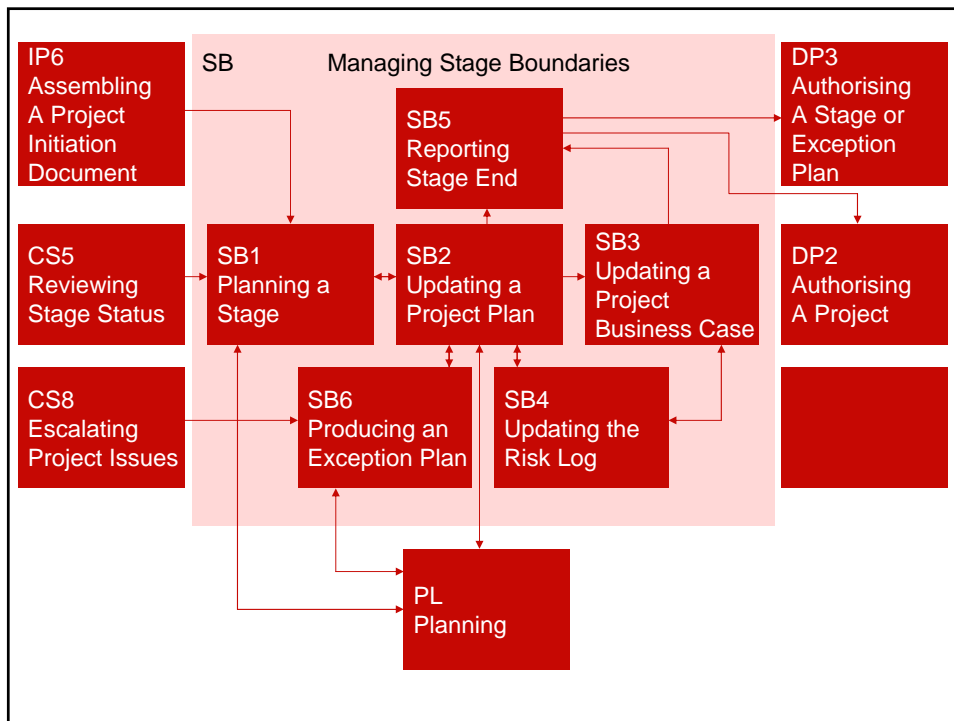 SB Managing Stage Boundaries
IP6
Assembling
A Project
Initiation
Document
SB5
Reporting
Stage End
DP3
Authorising
A Stage or
Exception
Plan
CS5
Reviewing
Stage Status
SB1
Planning a
Stage
SB2
Updating a
Project Plan
SB3
Updating a
Project
Business Case
DP2
Authorising
A Project
CS8
Escalating
Project Issues
SB6
Producing an
Exception Plan
SB4
Updating the
Risk Log
PL
Planning